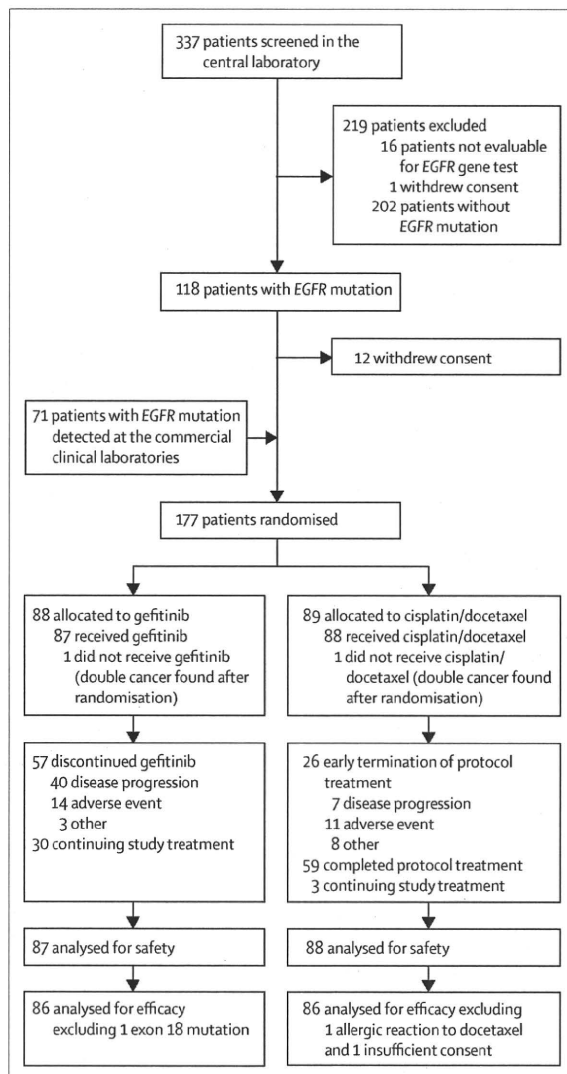 337 patients screened in the
central laboratory
219 patients excluded
16 patients not evaluable
for EGFR gene test
1 withdrew consent
202 patients without
EGFR mutation
118 patients with EGFR mutation
12 withdrew consent
71 patients with EGFR mutation
detected at the commercial
clinical laboratories
177 patients randomised
88 allocated to gefitinib
87 received gefitinib
1 did not receive gefitinib
(double cancer found after
randomisation)
89 allocated to cisplatin/docetaxel
88 received cisplatin/docetaxel
1 did not receive cisplatin/
docetaxel (double cancer found
after randomisation)
57 discontinued gefitinib
40 disease progression
14 adverse event
3 other
30 continuing study treatment
26 early termination of protocol
treatment
7 disease progression
11 adverse event
8 other
59 completed protocol treatment
3 continuing study treatment
87 analysed for safety
88 analysed for safety
86 analysed for efficacy
excluding 1 exon 18 mutation
86 analysed for efficacy excluding
1 allergic reaction to docetaxel
and 1 insufficient consent